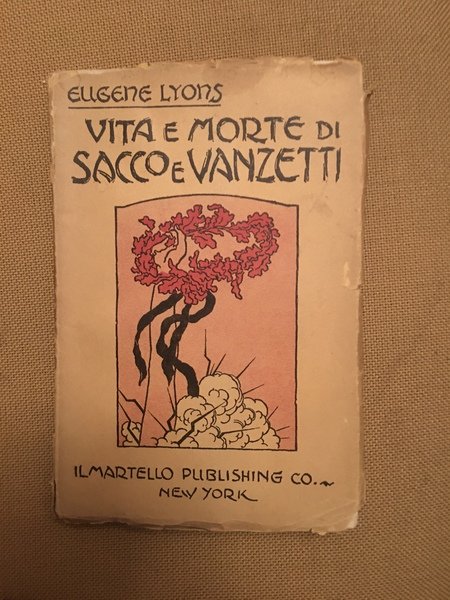 EUGENE LYONS
VITA E MORTE DI
SACCO E VANZETTI
IL MARTELLO PUBLISHING CO.~
NEW YORK